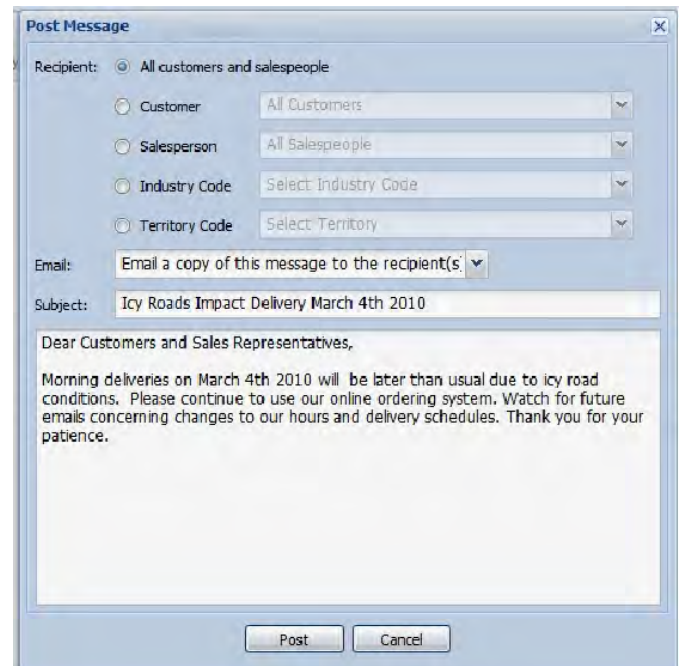 Post Message
Recipient: All customers and salespeople
Customer All Customers
Salesperson All Salespeople
Industry Code Select Industry Code
Territory Code Select Territory
Email: Email a copy of this message to the recipient(s)
Subject: Icy Roads Impact Delivery March 4th 2010
Dear Customers and Sales Representatives,
Morning deliveries on March 4th 2010 will be later than usual due to icy road
conditions. Please continue to use our online ordering system. Watch for future
emails concerning changes to our hours and delivery schedules. Thank you for your
patience.
Post Cancel